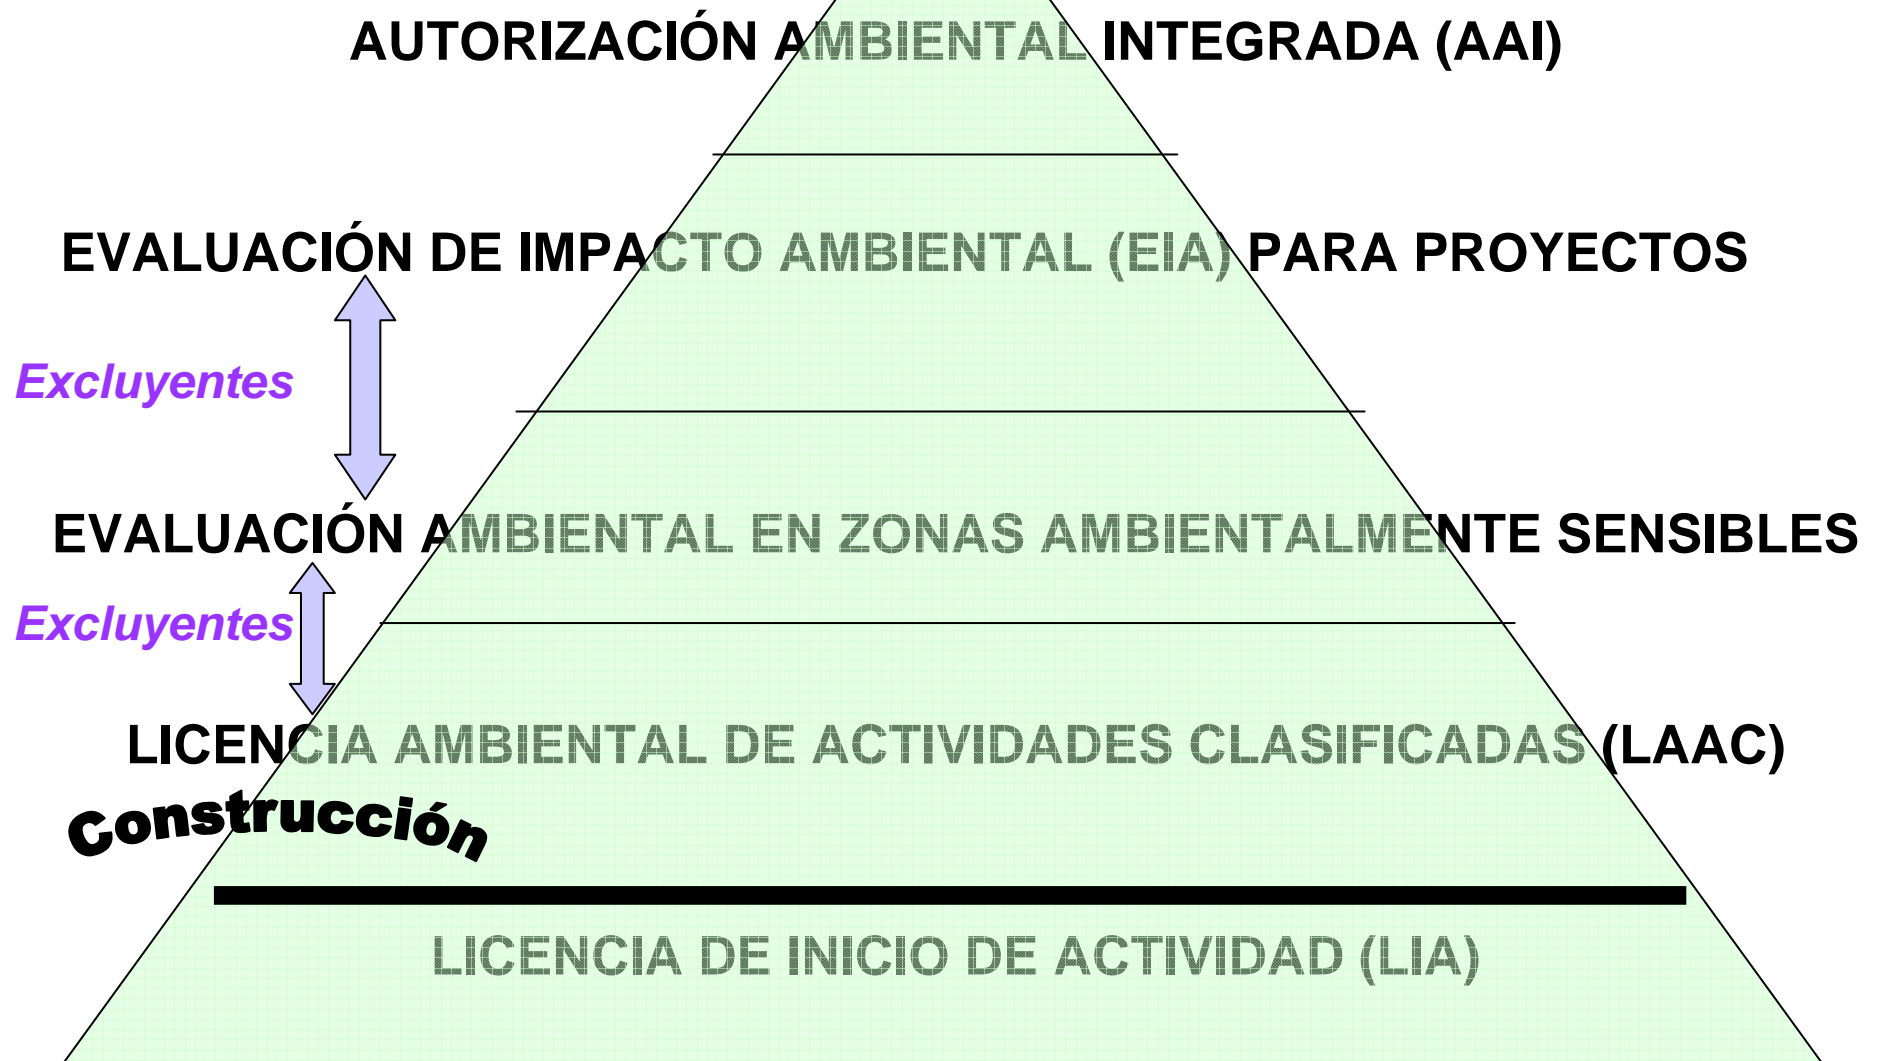 AUTORIZACIÓN AMBIENTAL INTEGRADA (AAI)
EVALUACIÓN DE IMPACTO AMBIENTAL (EIA) PARA PROYECTOS
Excluyentes
EVALUACIÓN AMBIENTAL EN ZONAS AMBIENTALMENTE SENSIBLES
Excluyentes
LICENCIA AMBIENTAL DE ACTIVIDADES CLASIFICADAS (LAAC)
Construcción
LICENCIA DE INICIO DE ACTIVIDAD (LIA)